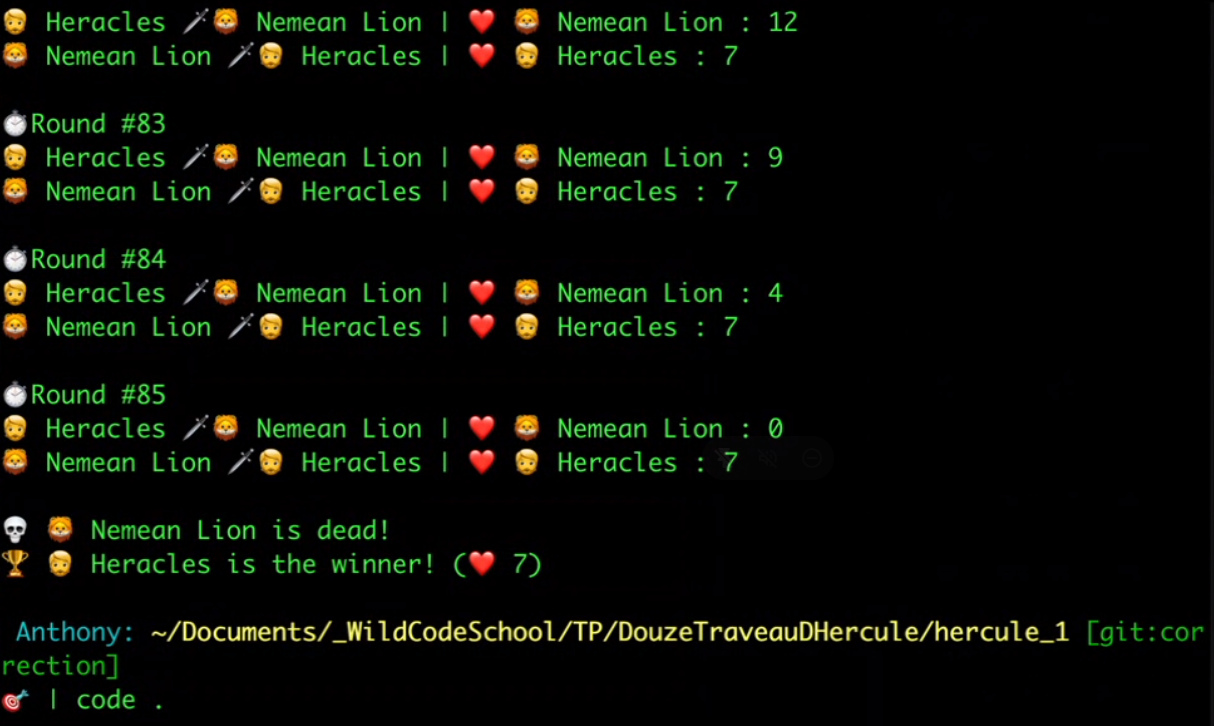 🧔 Heracles 🗡️🦁 Nemean Lion | ❤️ 🦁 Nemean Lion : 12
🦁 Nemean Lion 🗡️🧔 Heracles | ❤️ 🧔 Heracles : 7
⏱️Round #83
🧔 Heracles 🗡️🦁 Nemean Lion | ❤️ 🦁 Nemean Lion : 9
🦁 Nemean Lion 🗡️🧔 Heracles | ❤️ 🧔 Heracles : 7
⏱️Round #84
🧔 Heracles 🗡️🦁 Nemean Lion | ❤️ 🦁 Nemean Lion : 4
🦁 Nemean Lion 🗡️🧔 Heracles | ❤️ 🧔 Heracles : 7
⏱️Round #85
🧔 Heracles 🗡️🦁 Nemean Lion | ❤️ 🦁 Nemean Lion : 0
🦁 Nemean Lion 🗡️🧔 Heracles | ❤️ 🧔 Heracles : 7
💀 🦁 Nemean Lion is dead!
🏆 🧔 Heracles is the winner! (❤️ 7)
Anthony: ~/Documents/_WildCodeSchool/TP/DouzeTraveauDHercule/hercule_1 [git:cor
rection]
🎯 | code .